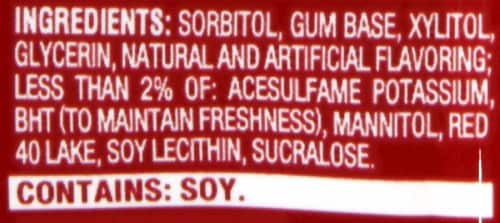 INGREDIENTS: SORBITOL, GUM BASE, XYLITOL,
GLYCERIN, NATURAL AND ARTIFICIAL FLAVORING;
LESS THAN 2% OF: ACESULFAME POTASSIUM,
BHT (TO MAINTAIN FRESHNESS), MANNITOL, RED
40 LAKE, SOY LECITHIN, SUCRALOSE.
CONTAINS: SOY.